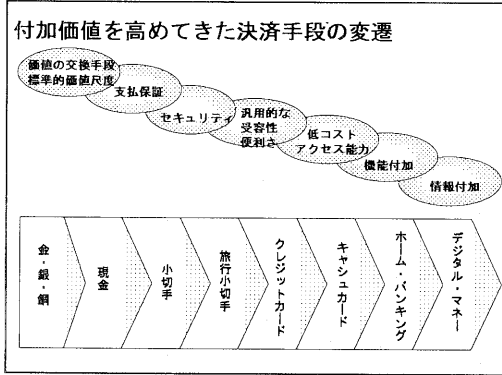 付加価値を高めてきた決済手段の変遷
価値の交換手段
標準的価値尺度
支払保証
セキュリティ
汎用的な
受容性
便利さ
低コスト
アクセス能力
機能付加
情報付加
金・銀・銅
現金
小切手
旅行小切手
クレジットカード
キャッシュカード
ホーム・バンキング
デジタル・マネー